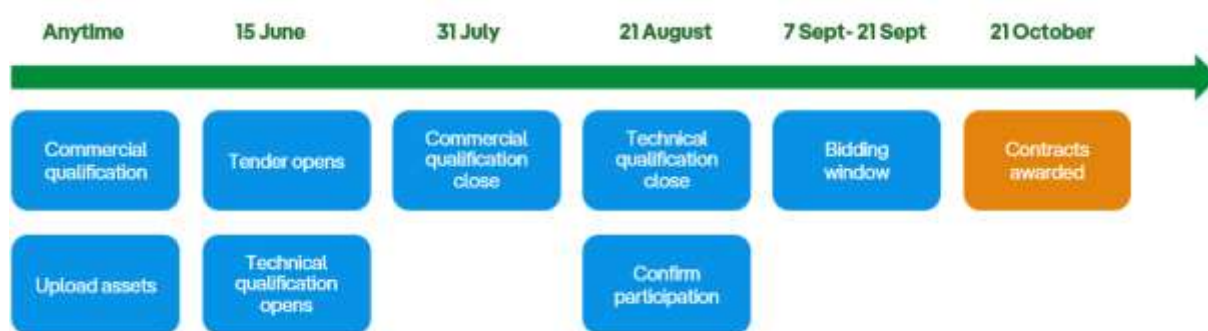 Anytime
15 June
31 July
21 August
7 Sept- 21 Sept
21 October
Commercial
qualification
Tender opens
Commercial
qualification
close
Technical
qualification
close
Bidding
window
Contracts
awarded
Upload assets
Technical
qualification
opens
Confirm
participation